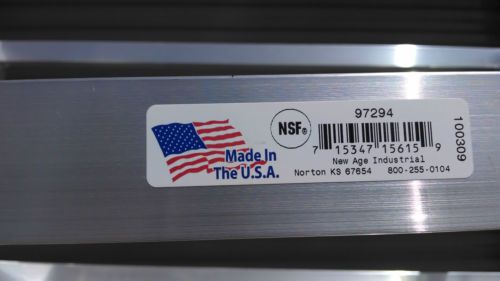 Made In
The U.S.A.
NSF®
97294
7 15347 15615 9
New Age Industrial
Norton KS 67654 800-255-0104
100309